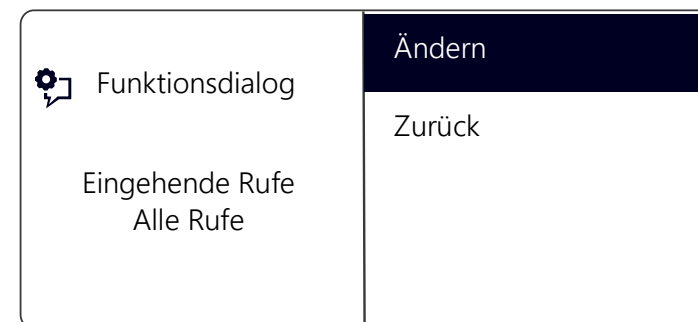 Funktionsdialog
Eingehende Rufe
Alle Rufe
Ändern
Zurück